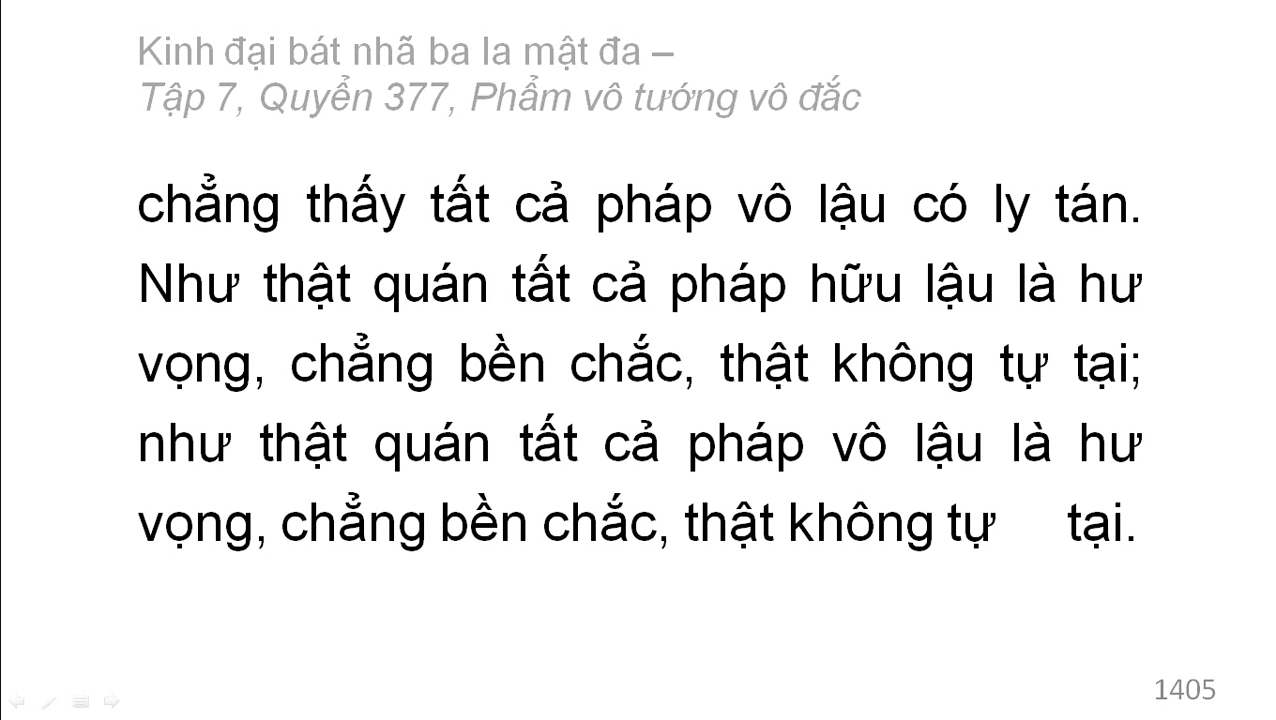 Kinh đại bát nhã ba la mật đa –
Tập 7, Quyển 377, Phẩm vô tướng vô đắc
chẳng thấy tất cả pháp vô lậu có ly tán.
Như thật quán tất cả pháp hữu lậu là hư
vọng, chẳng bền chắc, thật không tự tại;
như thật quán tất cả pháp vô lậu là hư
vọng, chẳng bền chắc, thật không tự tại.
1405